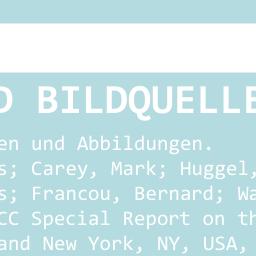 D BILDQUELLE
en und Abbildungen.
s; Carey, Mark; Huggel,
s; Francou, Bernard; Wa
CC Special Report on th
and New York, NY, USA,